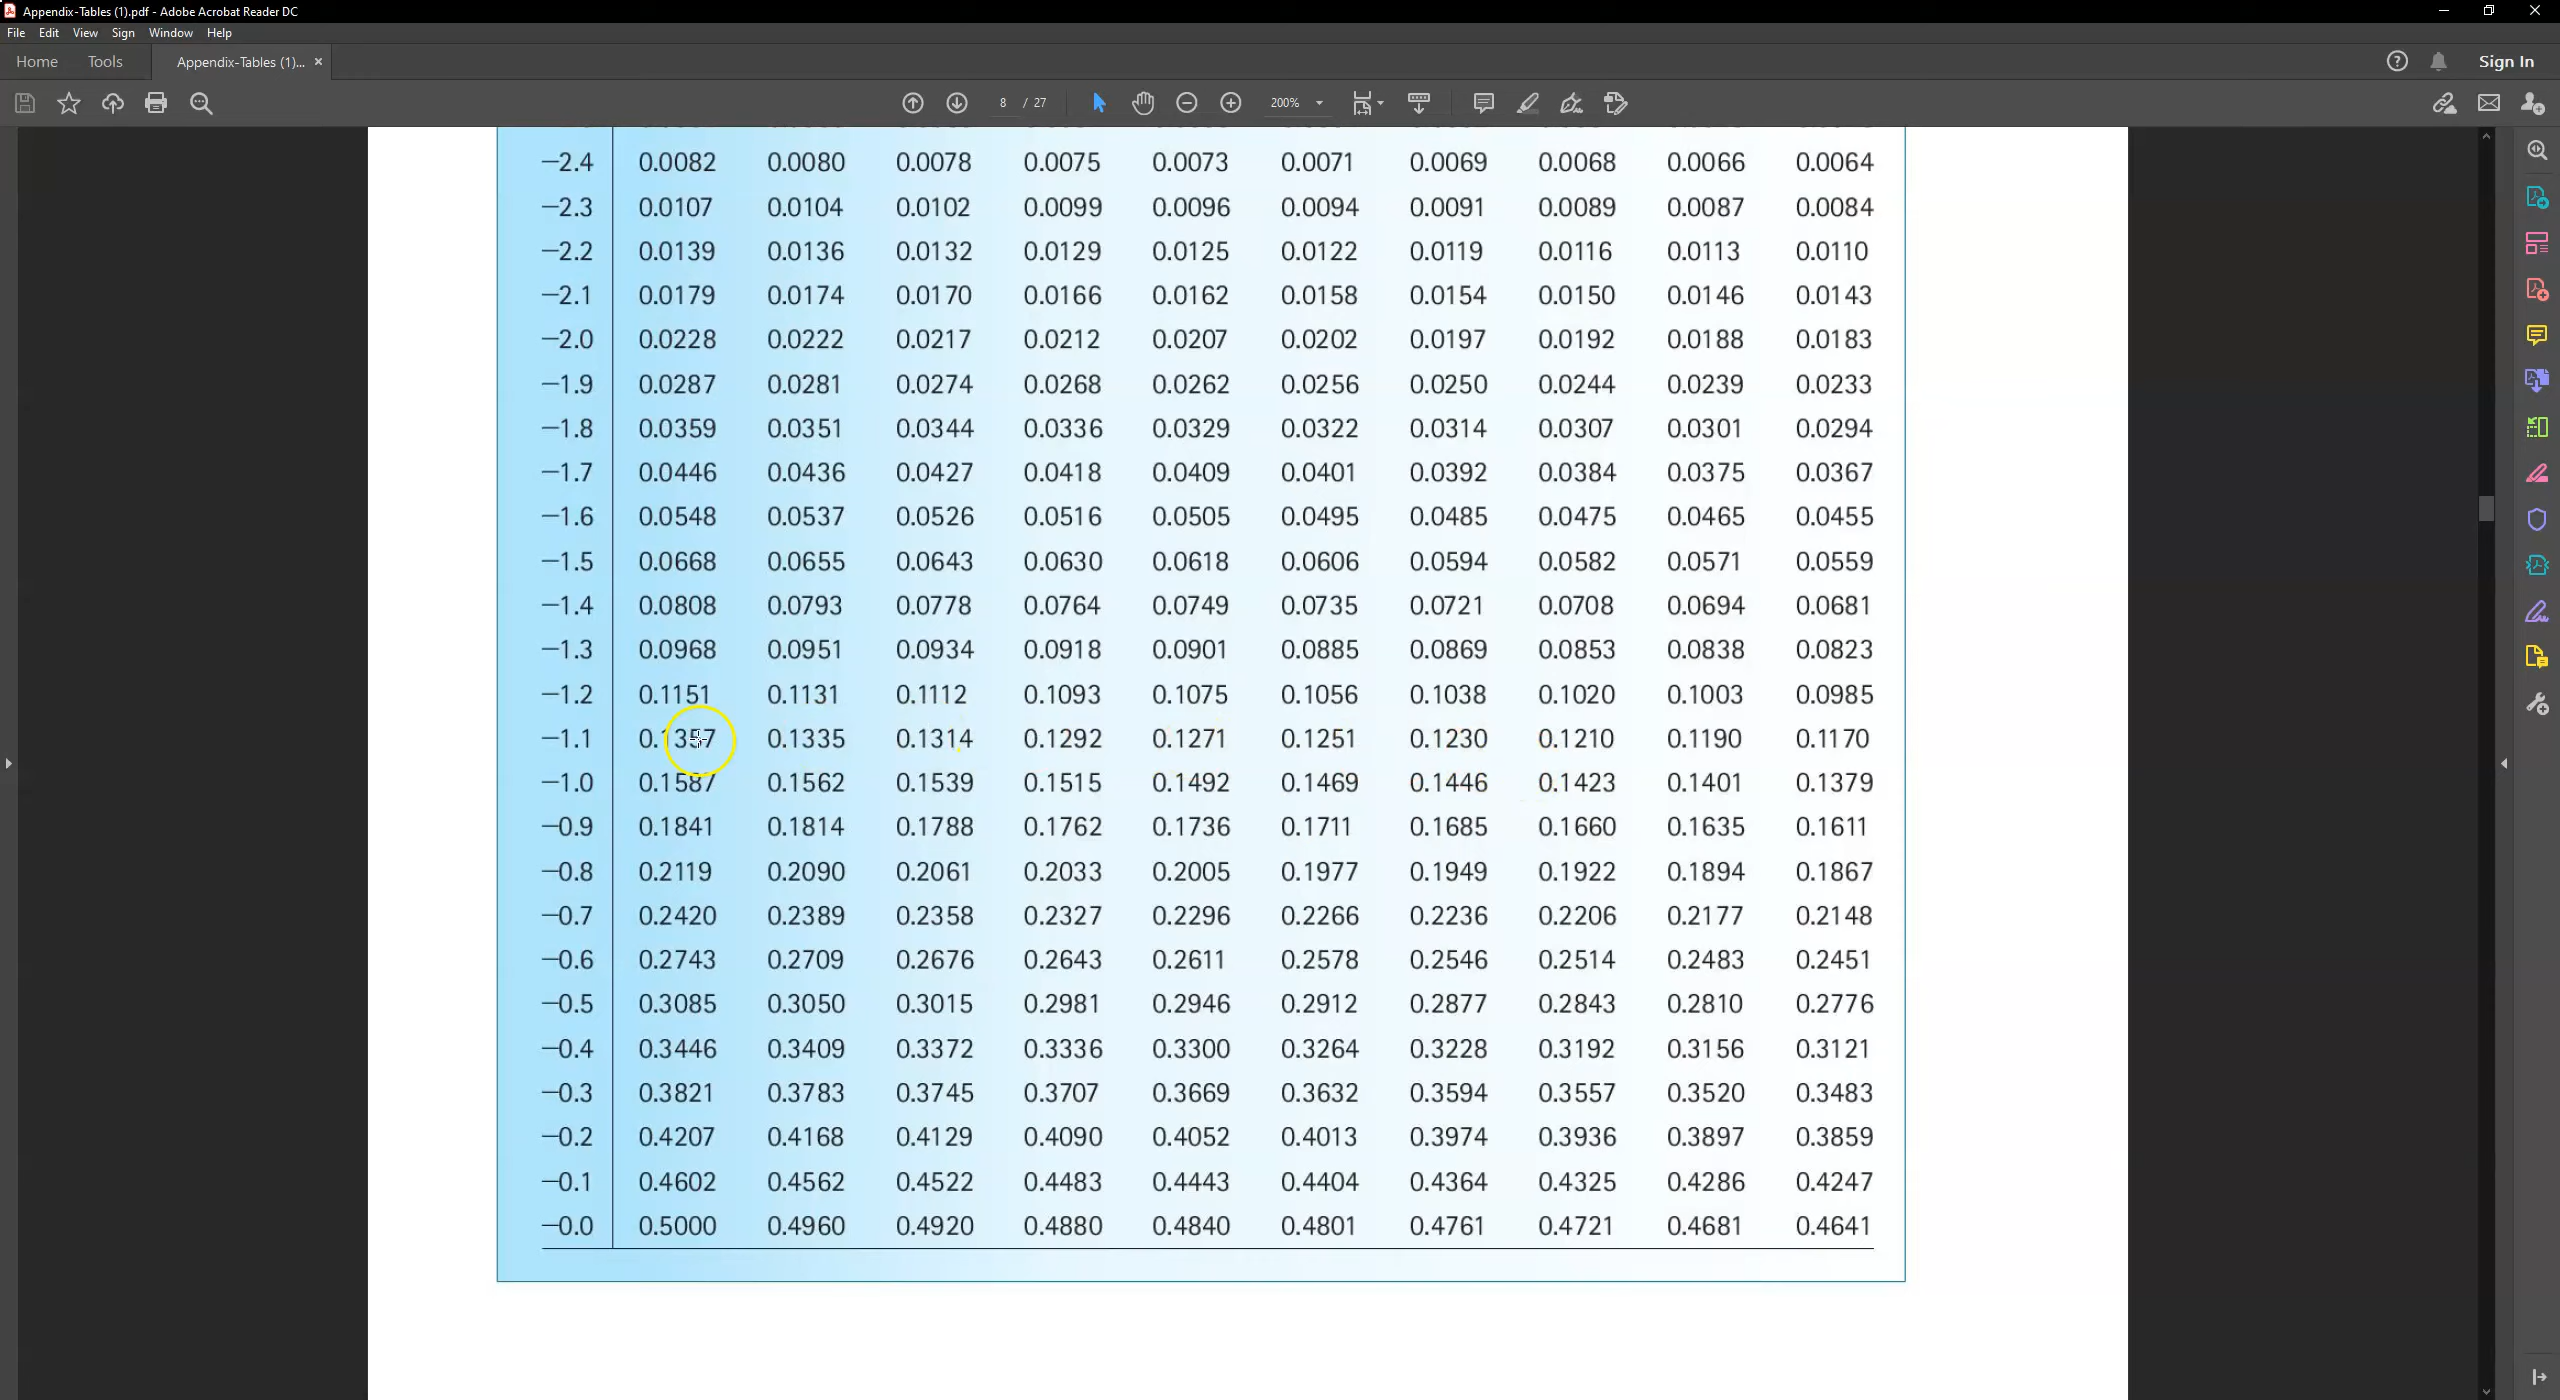 Appendix-Tables (1).pdf - Adobe Acrobat Reader DC
File Edit View Sign Window Help
Home Tools Appendix-Tables (1)... × Sign In
8 / 27 200%
−2.4 0.0082 0.0080 0.0078 0.0075 0.0073 0.0071 0.0069 0.0068 0.0066 0.0064
−2.3 0.0107 0.0104 0.0102 0.0099 0.0096 0.0094 0.0091 0.0089 0.0087 0.0084
−2.2 0.0139 0.0136 0.0132 0.0129 0.0125 0.0122 0.0119 0.0116 0.0113 0.0110
−2.1 0.0179 0.0174 0.0170 0.0166 0.0162 0.0158 0.0154 0.0150 0.0146 0.0143
−2.0 0.0228 0.0222 0.0217 0.0212 0.0207 0.0202 0.0197 0.0192 0.0188 0.0183
−1.9 0.0287 0.0281 0.0274 0.0268 0.0262 0.0256 0.0250 0.0244 0.0239 0.0233
−1.8 0.0359 0.0351 0.0344 0.0336 0.0329 0.0322 0.0314 0.0307 0.0301 0.0294
−1.7 0.0446 0.0436 0.0427 0.0418 0.0409 0.0401 0.0392 0.0384 0.0375 0.0367
−1.6 0.0548 0.0537 0.0526 0.0516 0.0505 0.0495 0.0485 0.0475 0.0465 0.0455
−1.5 0.0668 0.0655 0.0643 0.0630 0.0618 0.0606 0.0594 0.0582 0.0571 0.0559
−1.4 0.0808 0.0793 0.0778 0.0764 0.0749 0.0735 0.0721 0.0708 0.0694 0.0681
−1.3 0.0968 0.0951 0.0934 0.0918 0.0901 0.0885 0.0869 0.0853 0.0838 0.0823
−1.2 0.1151 0.1131 0.1112 0.1093 0.1075 0.1056 0.1038 0.1020 0.1003 0.0985
−1.1 0.1357 0.1335 0.1314 0.1292 0.1271 0.1251 0.1230 0.1210 0.1190 0.1170
−1.0 0.1587 0.1562 0.1539 0.1515 0.1492 0.1469 0.1446 0.1423 0.1401 0.1379
−0.9 0.1841 0.1814 0.1788 0.1762 0.1736 0.1711 0.1685 0.1660 0.1635 0.1611
−0.8 0.2119 0.2090 0.2061 0.2033 0.2005 0.1977 0.1949 0.1922 0.1894 0.1867
−0.7 0.2420 0.2389 0.2358 0.2327 0.2296 0.2266 0.2236 0.2206 0.2177 0.2148
−0.6 0.2743 0.2709 0.2676 0.2643 0.2611 0.2578 0.2546 0.2514 0.2483 0.2451
−0.5 0.3085 0.3050 0.3015 0.2981 0.2946 0.2912 0.2877 0.2843 0.2810 0.2776
−0.4 0.3446 0.3409 0.3372 0.3336 0.3300 0.3264 0.3228 0.3192 0.3156 0.3121
−0.3 0.3821 0.3783 0.3745 0.3707 0.3669 0.3632 0.3594 0.3557 0.3520 0.3483
−0.2 0.4207 0.4168 0.4129 0.4090 0.4052 0.4013 0.3974 0.3936 0.3897 0.3859
−0.1 0.4602 0.4562 0.4522 0.4483 0.4443 0.4404 0.4364 0.4325 0.4286 0.4247
−0.0 0.5000 0.4960 0.4920 0.4880 0.4840 0.4801 0.4761 0.4721 0.4681 0.4641